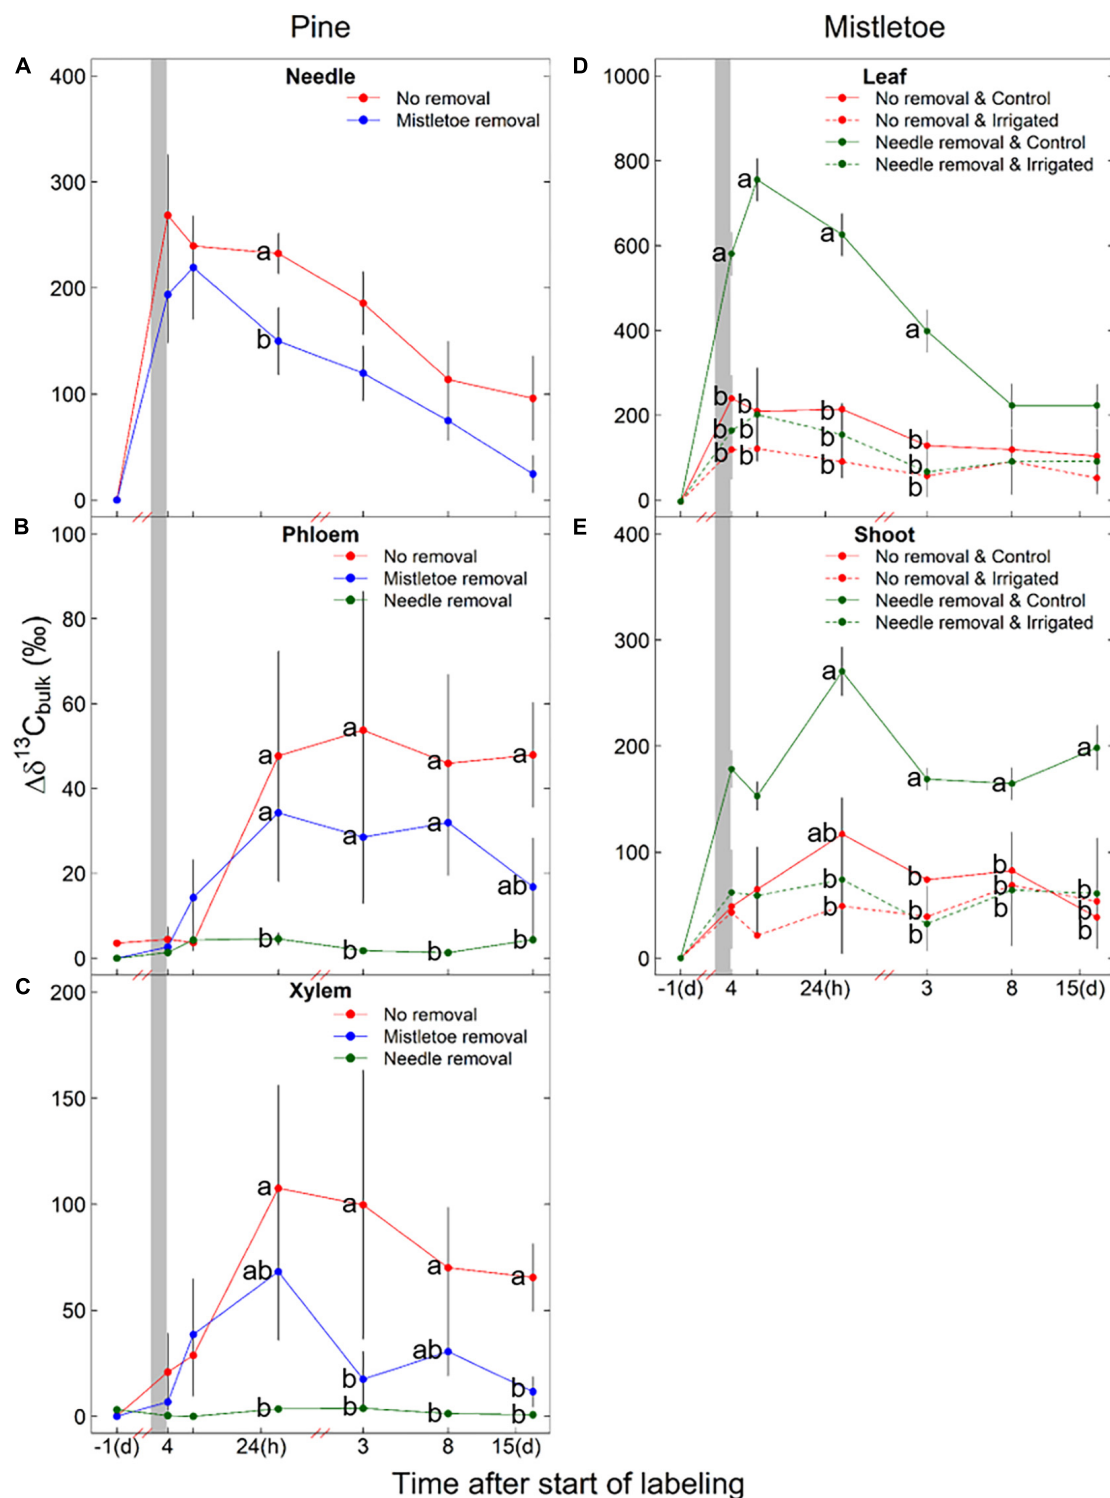 Pine
Mistletoe
A
Needle
No removal
Mistletoe removal
400
300
200
100
0
a
b
B
Phloem
No removal
Mistletoe removal
Needle removal
100
80
60
40
20
0
a
a
a
a
a
a
a
ab
b
b
b
b
C
Xylem
No removal
Mistletoe removal
Needle removal
200
150
100
50
0
a
a
a
a
ab
b
ab
b
b
b
b
b
-1(d) 4 24(h) 3 8 15(d)
D
Leaf
No removal & Control
No removal & Irrigated
Needle removal & Control
Needle removal & Irrigated
1000
800
600
400
200
0
a
a
a
a
b
b
b
b
b
b
b
b
b
b
b
b
E
Shoot
No removal & Control
No removal & Irrigated
Needle removal & Control
Needle removal & Irrigated
400
300
200
100
0
a
a
a
a
ab
b
b
b
b
b
b
b
b
b
b
b
-1(d) 4 24(h) 3 8 15(d)
Δδ¹³C_bulk (‰)
Time after start of labeling